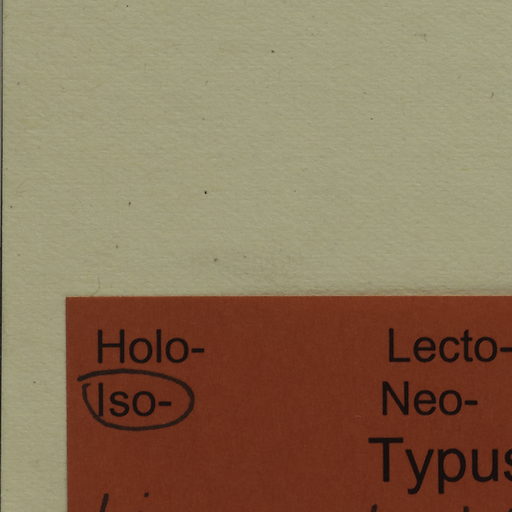 Holo- Lecto-
Iso- Neo-
Typus